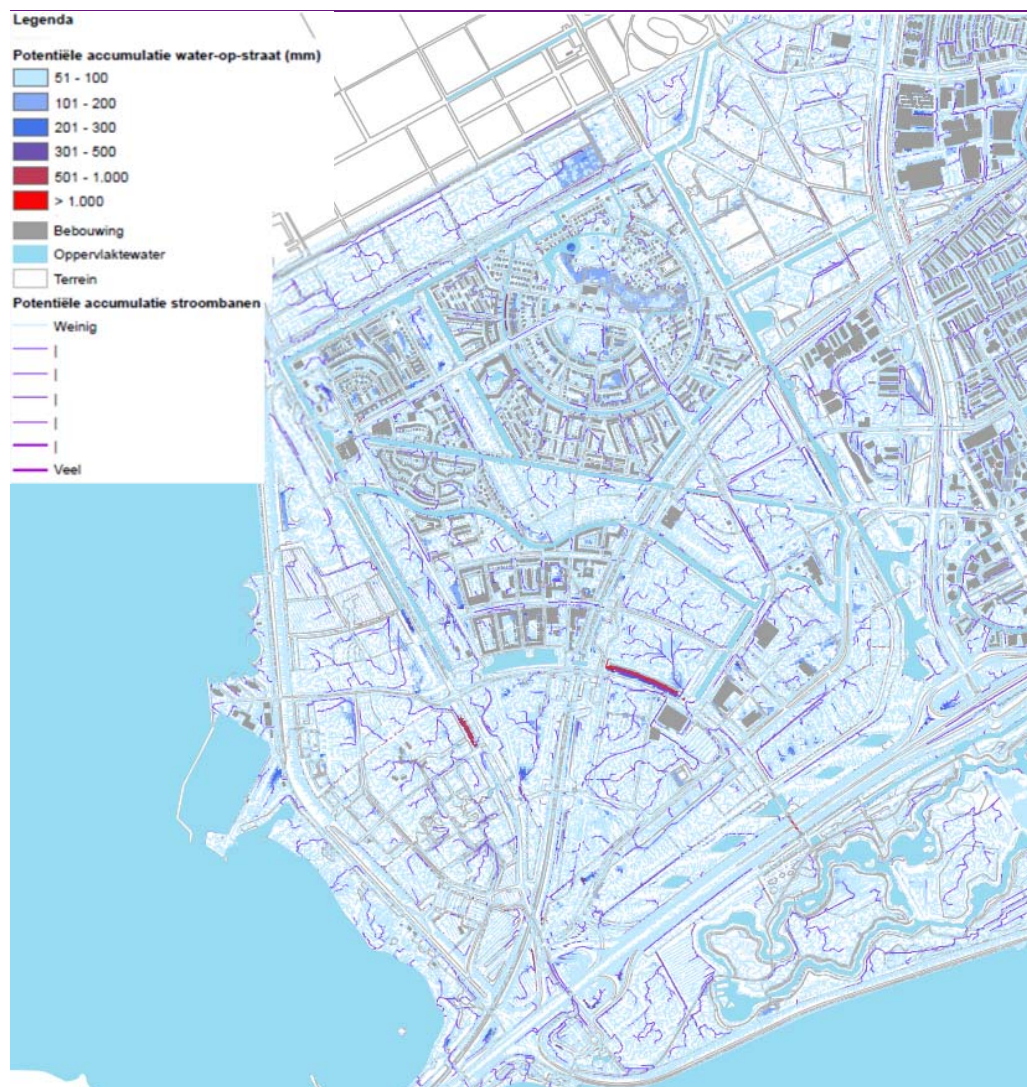 Legenda
Potentiële accumulatie water-op-straat (mm)
51 - 100
101 - 200
201 - 300
301 - 500
501 - 1.000
> 1.000
Bebouwing
Oppervlaktewater
Terrein
Potentiële accumulatie stroombanen
Weinig
|
|
|
|
|
Veel